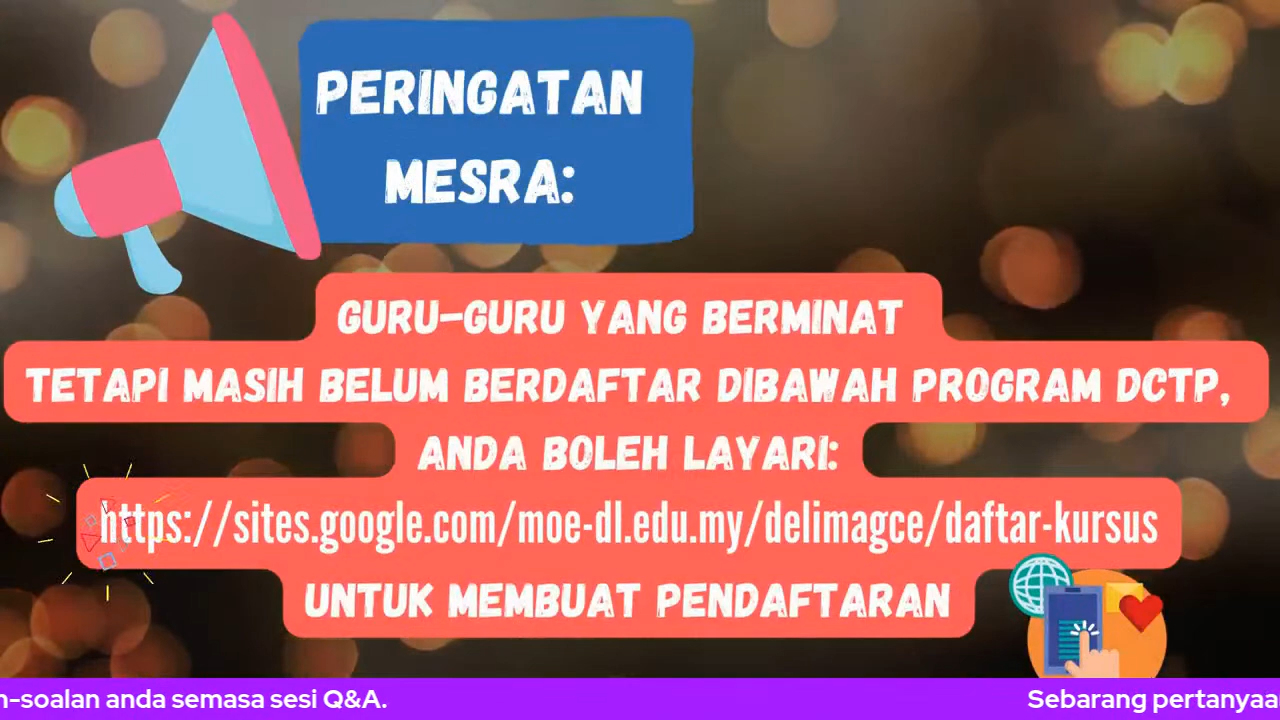 PERINGATAN
MESRA:
GURU-GURU YANG BERMINAT
TETAPI MASIH BELUM BERDAFTAR DIBAWAH PROGRAM DCTP,
ANDA BOLEH LAYARI:
https://sites.google.com/moe-dl.edu.my/delimagce/daftar-kursus
UNTUK MEMBUAT PENDAFTARAN
-soalan anda semasa sesi Q&A.
Sebarang